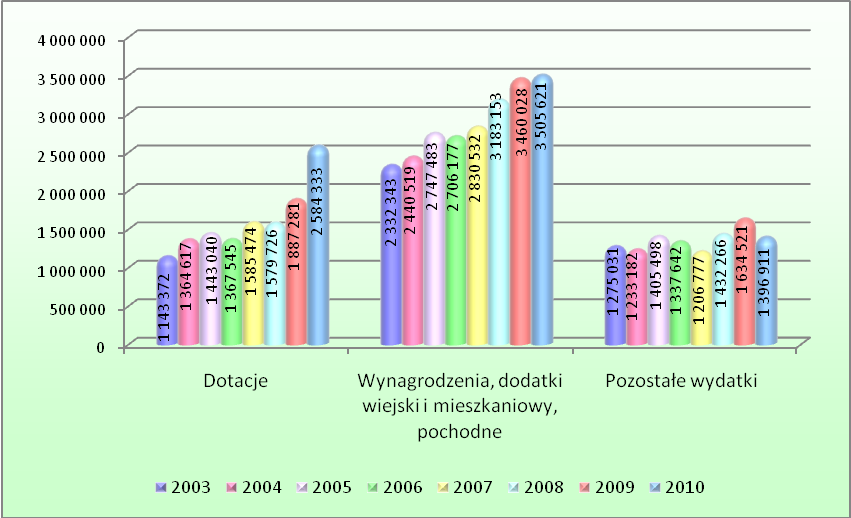 4 000 000
3 500 000
3 000 000
2 500 000
2 000 000
1 500 000
1 000 000
500 000
0
1 143 372
1 364 617
1 443 040
1 367 545
1 585 474
1 579 726
1 887 281
2 584 333
2 332 343
2 440 519
2 747 483
2 706 177
2 830 532
3 183 153
3 460 028
3 505 621
1 275 031
1 233 182
1 405 498
1 337 642
1 206 777
1 432 266
1 634 521
1 396 911
Dotacje
Wynagrodzenia, dodatki
wiejski i mieszkaniowy,
pochodne
Pozostałe wydatki
2003 2004 2005 2006 2007 2008 2009 2010